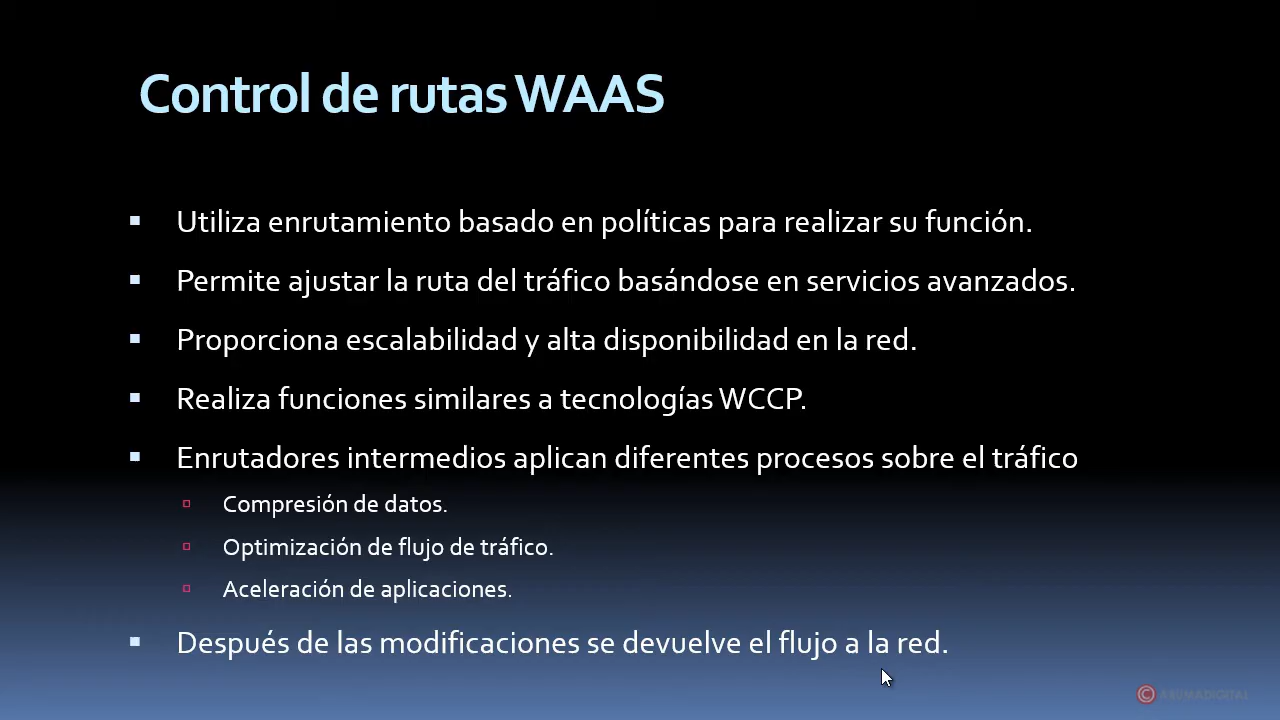 Control de rutas WAAS
Utiliza enrutamiento basado en políticas para realizar su función.
Permite ajustar la ruta del tráfico basándose en servicios avanzados.
Proporciona escalabilidad y alta disponibilidad en la red.
Realiza funciones similares a tecnologías WCCP.
Enrutadores intermedios aplican diferentes procesos sobre el tráfico
Compresión de datos.
Optimización de flujo de tráfico.
Aceleración de aplicaciones.
Después de las modificaciones se devuelve el flujo a la red.
©